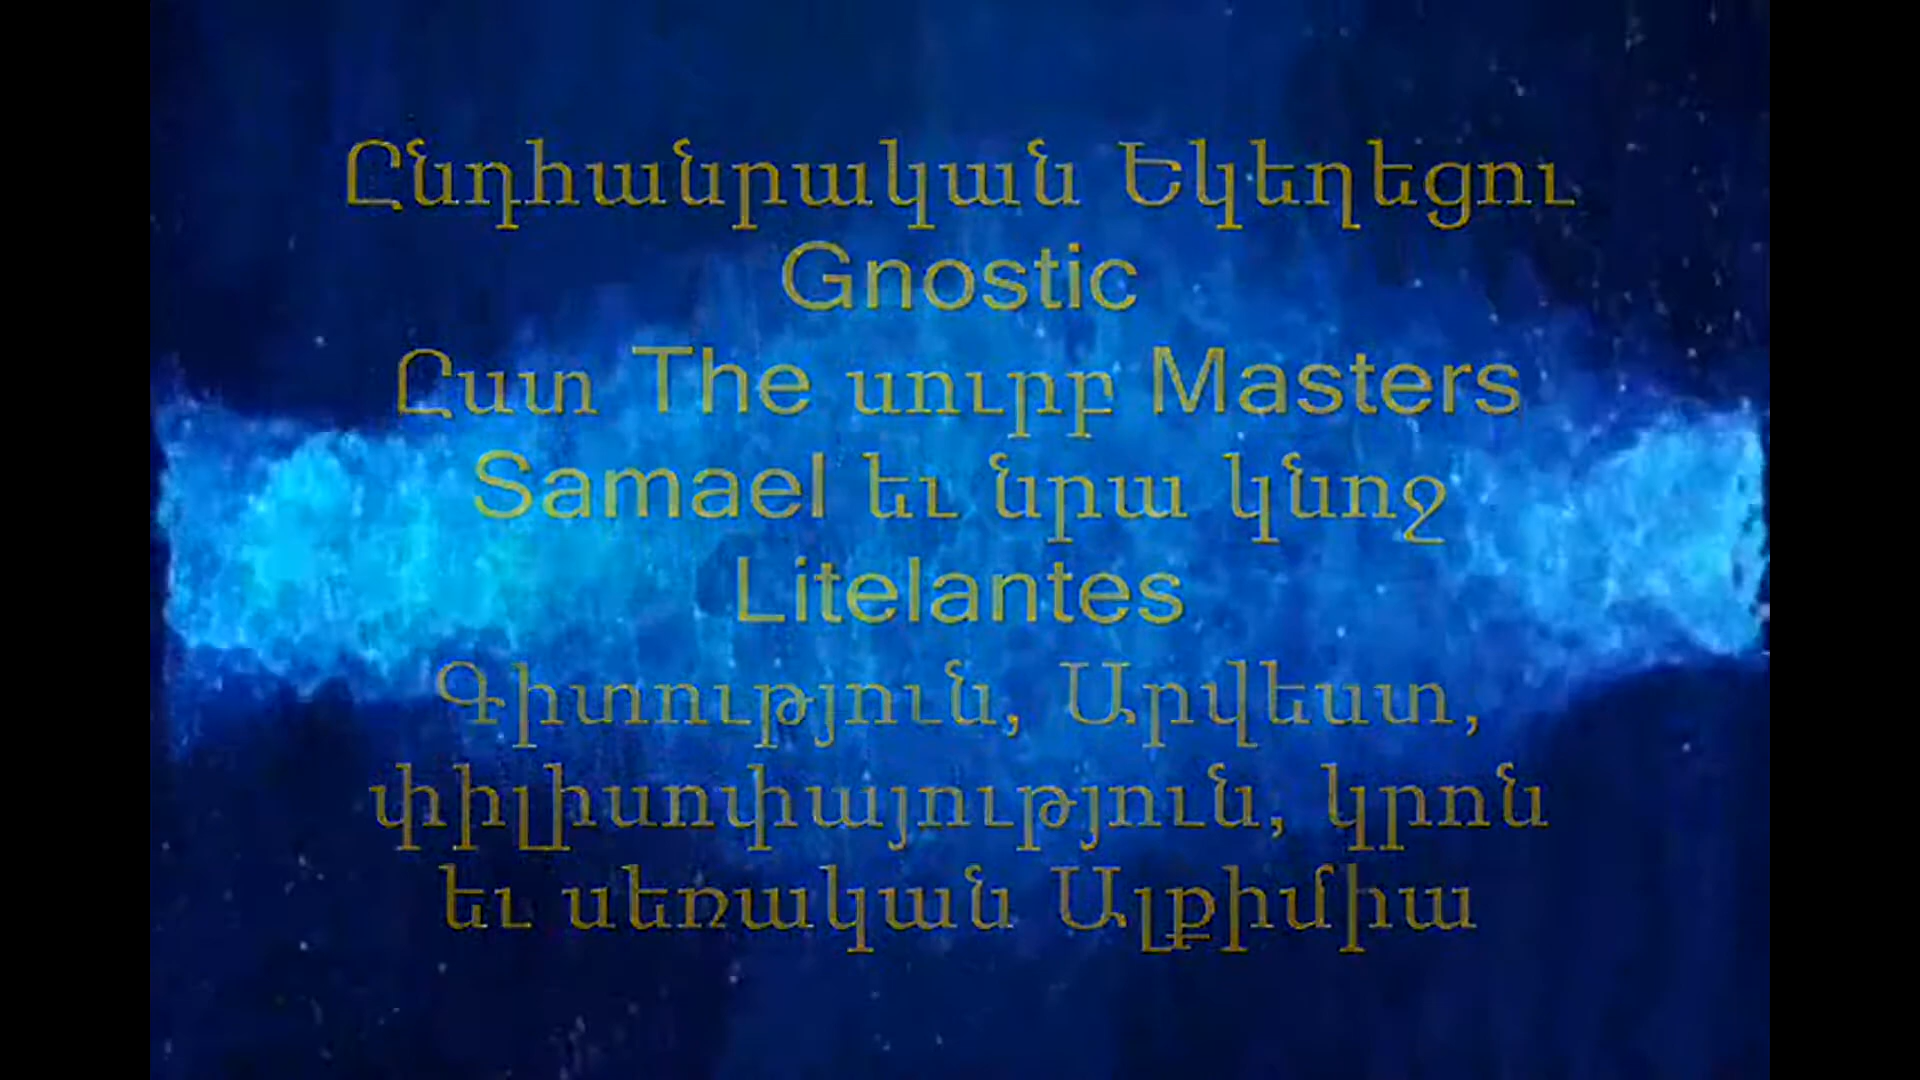 Ընդհանրական Եկեղեցու
Gnostic
Ըստ The սուրբ Masters
Samael եւ նրա կնոջ
Litelantes
Գիտություն, Արվեստ,
փիլիսոփայություն, կրոն
եւ սեռական Ալքիմիա